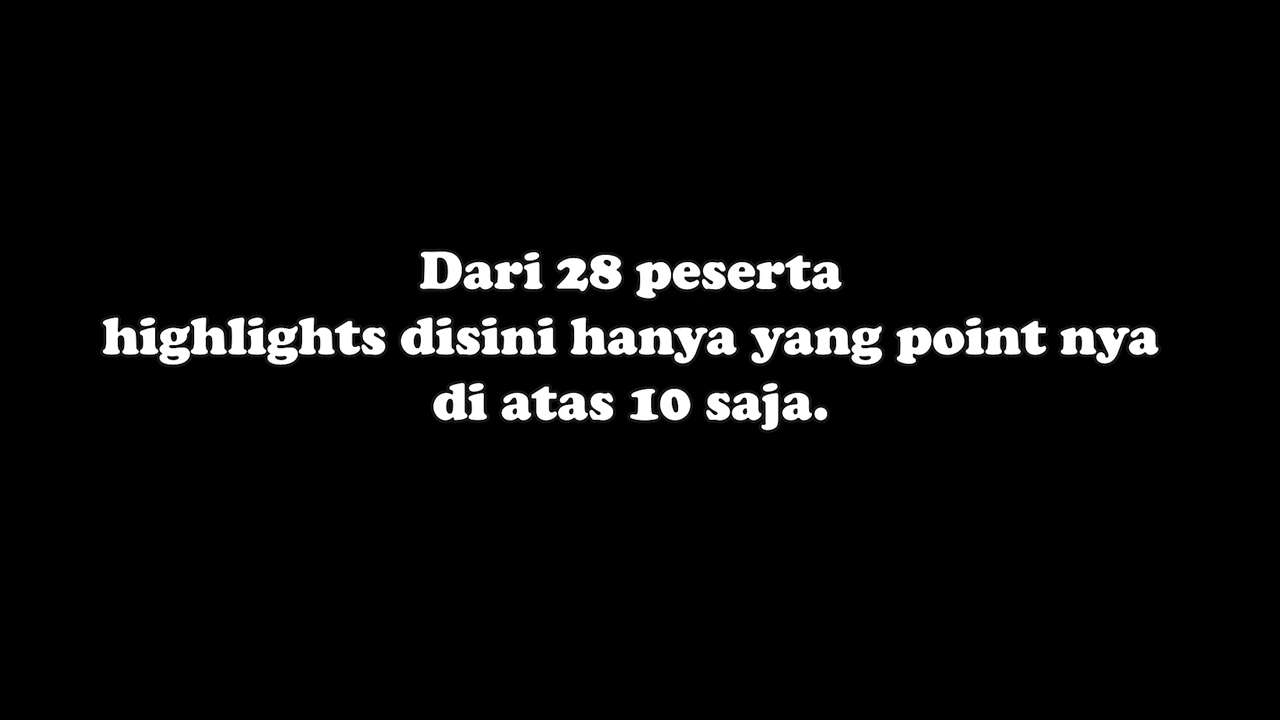 Dari 28 peserta
highlights disini hanya yang point nya
di atas 10 saja.